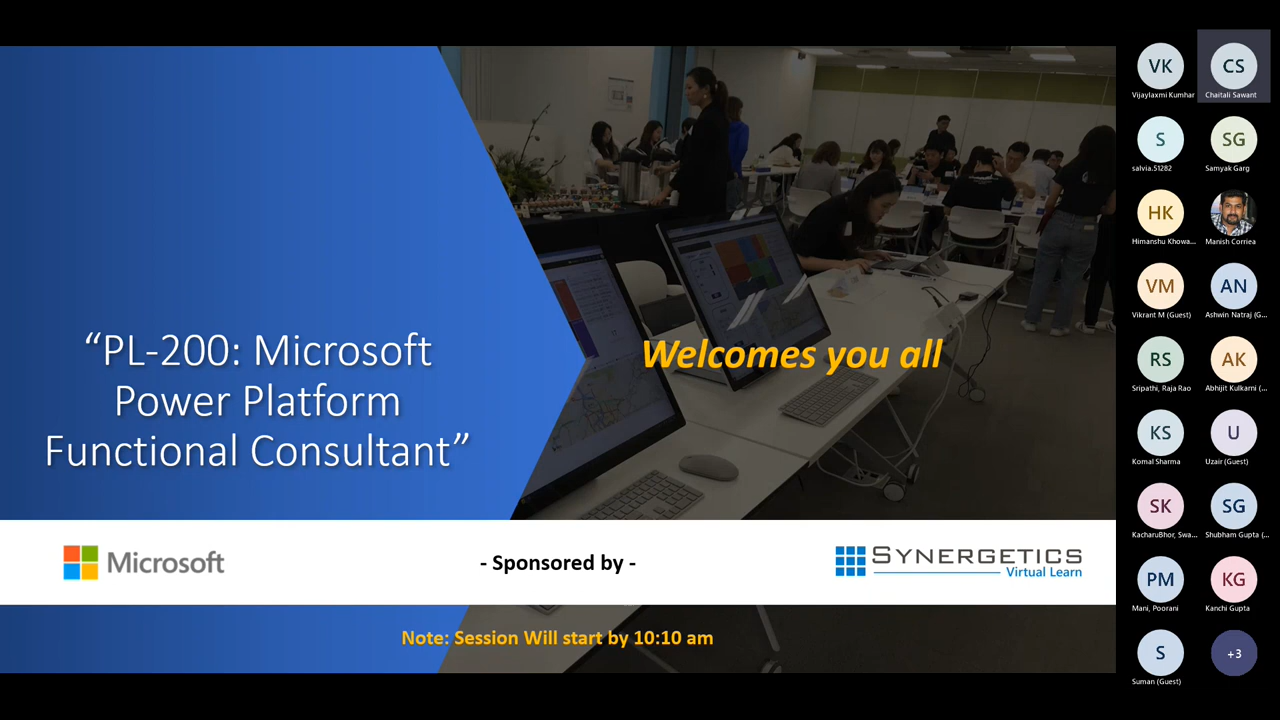 “PL-200: Microsoft
Power Platform
Functional Consultant”
Welcomes you all
Microsoft
- Sponsored by -
SYNERGETICS
Virtual Learn
Note: Session Will start by 10:10 am
VK
Vijaylaxmi Kumhar
CS
Chaitali Sawant
S
salvia.51282
SG
Samyak Garg
HK
Himanshu Khowa...
Manish Corriea
VM
Vikrant M (Guest)
AN
Ashwin Natraj (G...
RS
Sripathi, Raja Rao
AK
Abhijit Kulkarni (...
KS
Komal Sharma
U
Uzair (Guest)
SK
KacharuBhor, Swa...
SG
Shubham Gupta (...
PM
Mani, Poorani
KG
Kanchi Gupta
S
Suman (Guest)
+3